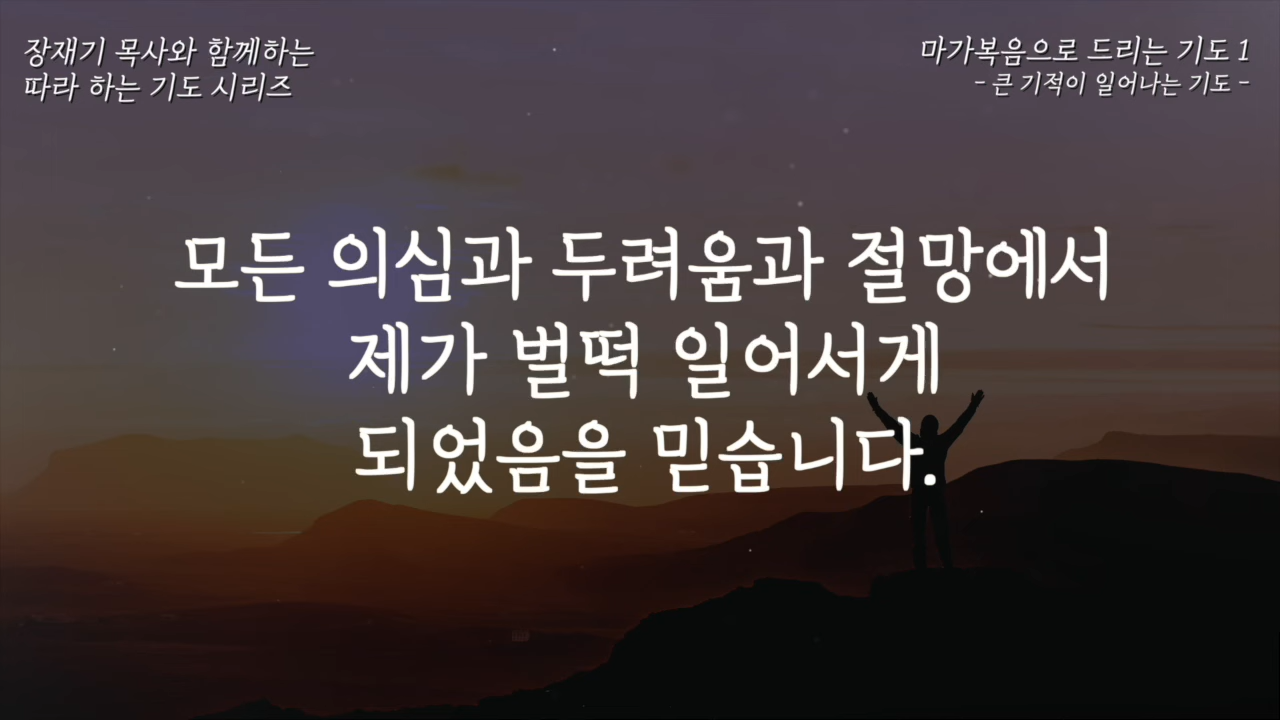 장재기 목사와 함께하는
따라 하는 기도 시리즈
마가복음으로 드리는 기도 1
- 큰 기적이 일어나는 기도 -
모든 의심과 두려움과 절망에서
제가 벌떡 일어서게
되었음을 믿습니다.